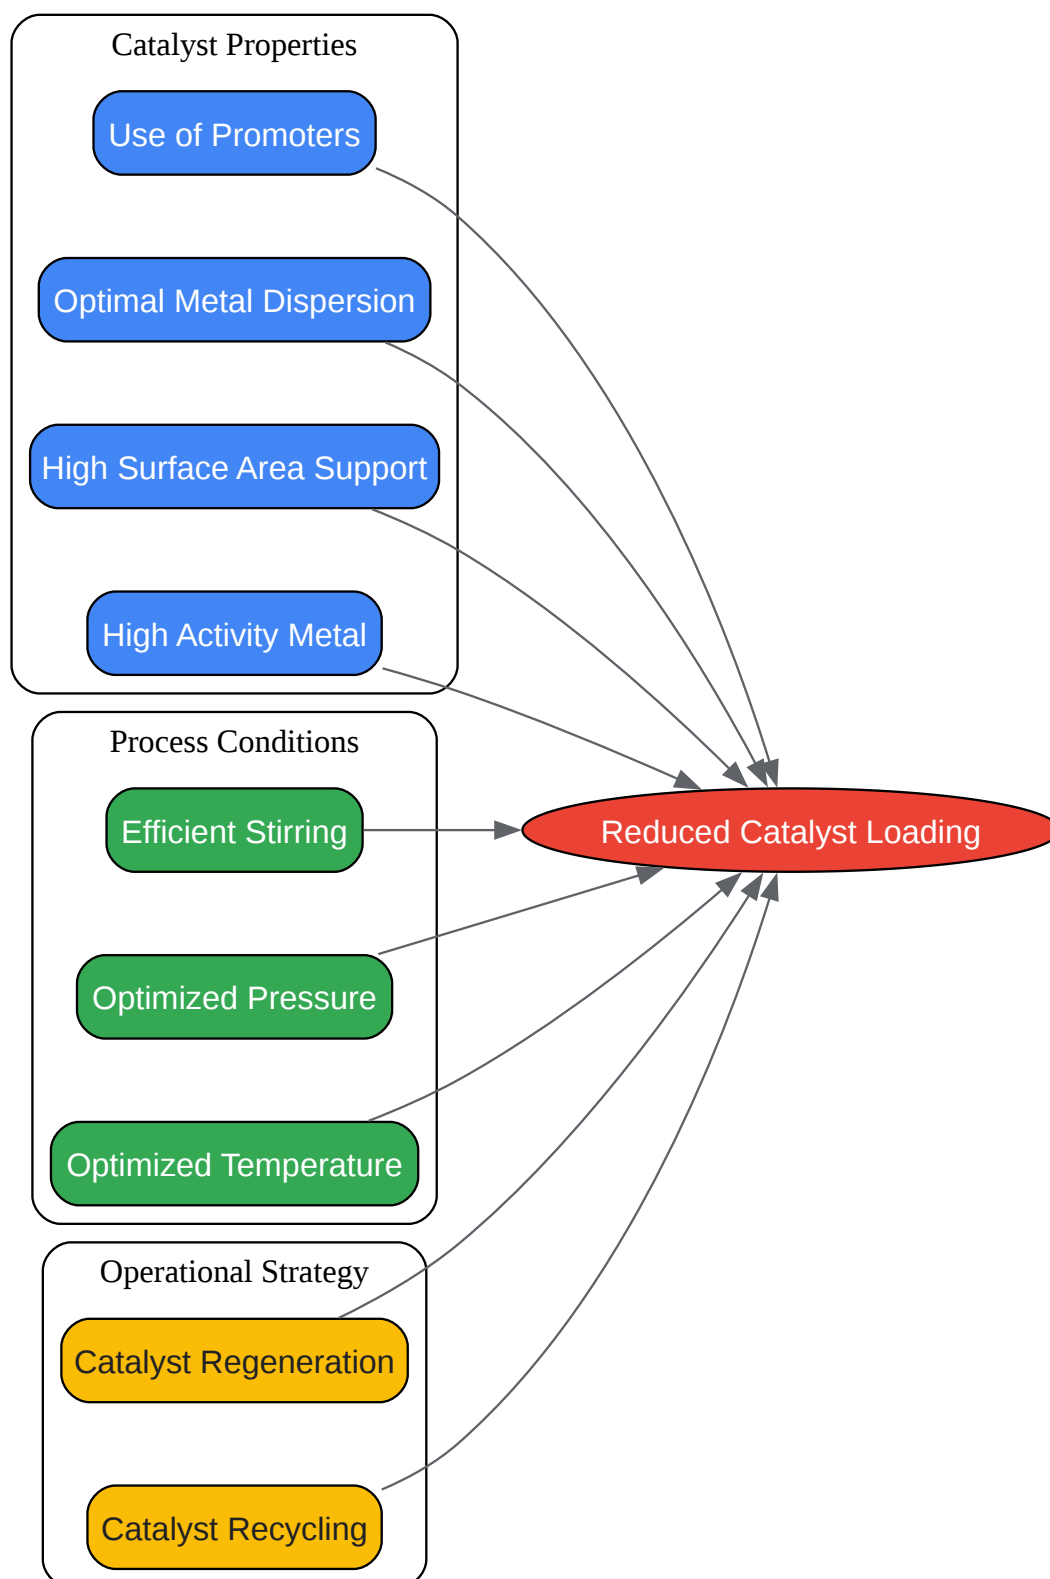 Catalyst Properties
Use of Promoters
Optimal Metal Dispersion
High Surface Area Support
High Activity Metal
Process Conditions
Efficient Stirring
Reduced Catalyst Loading
Optimized Pressure
Optimized Temperature
Operational Strategy
Catalyst Regeneration
Catalyst Recycling